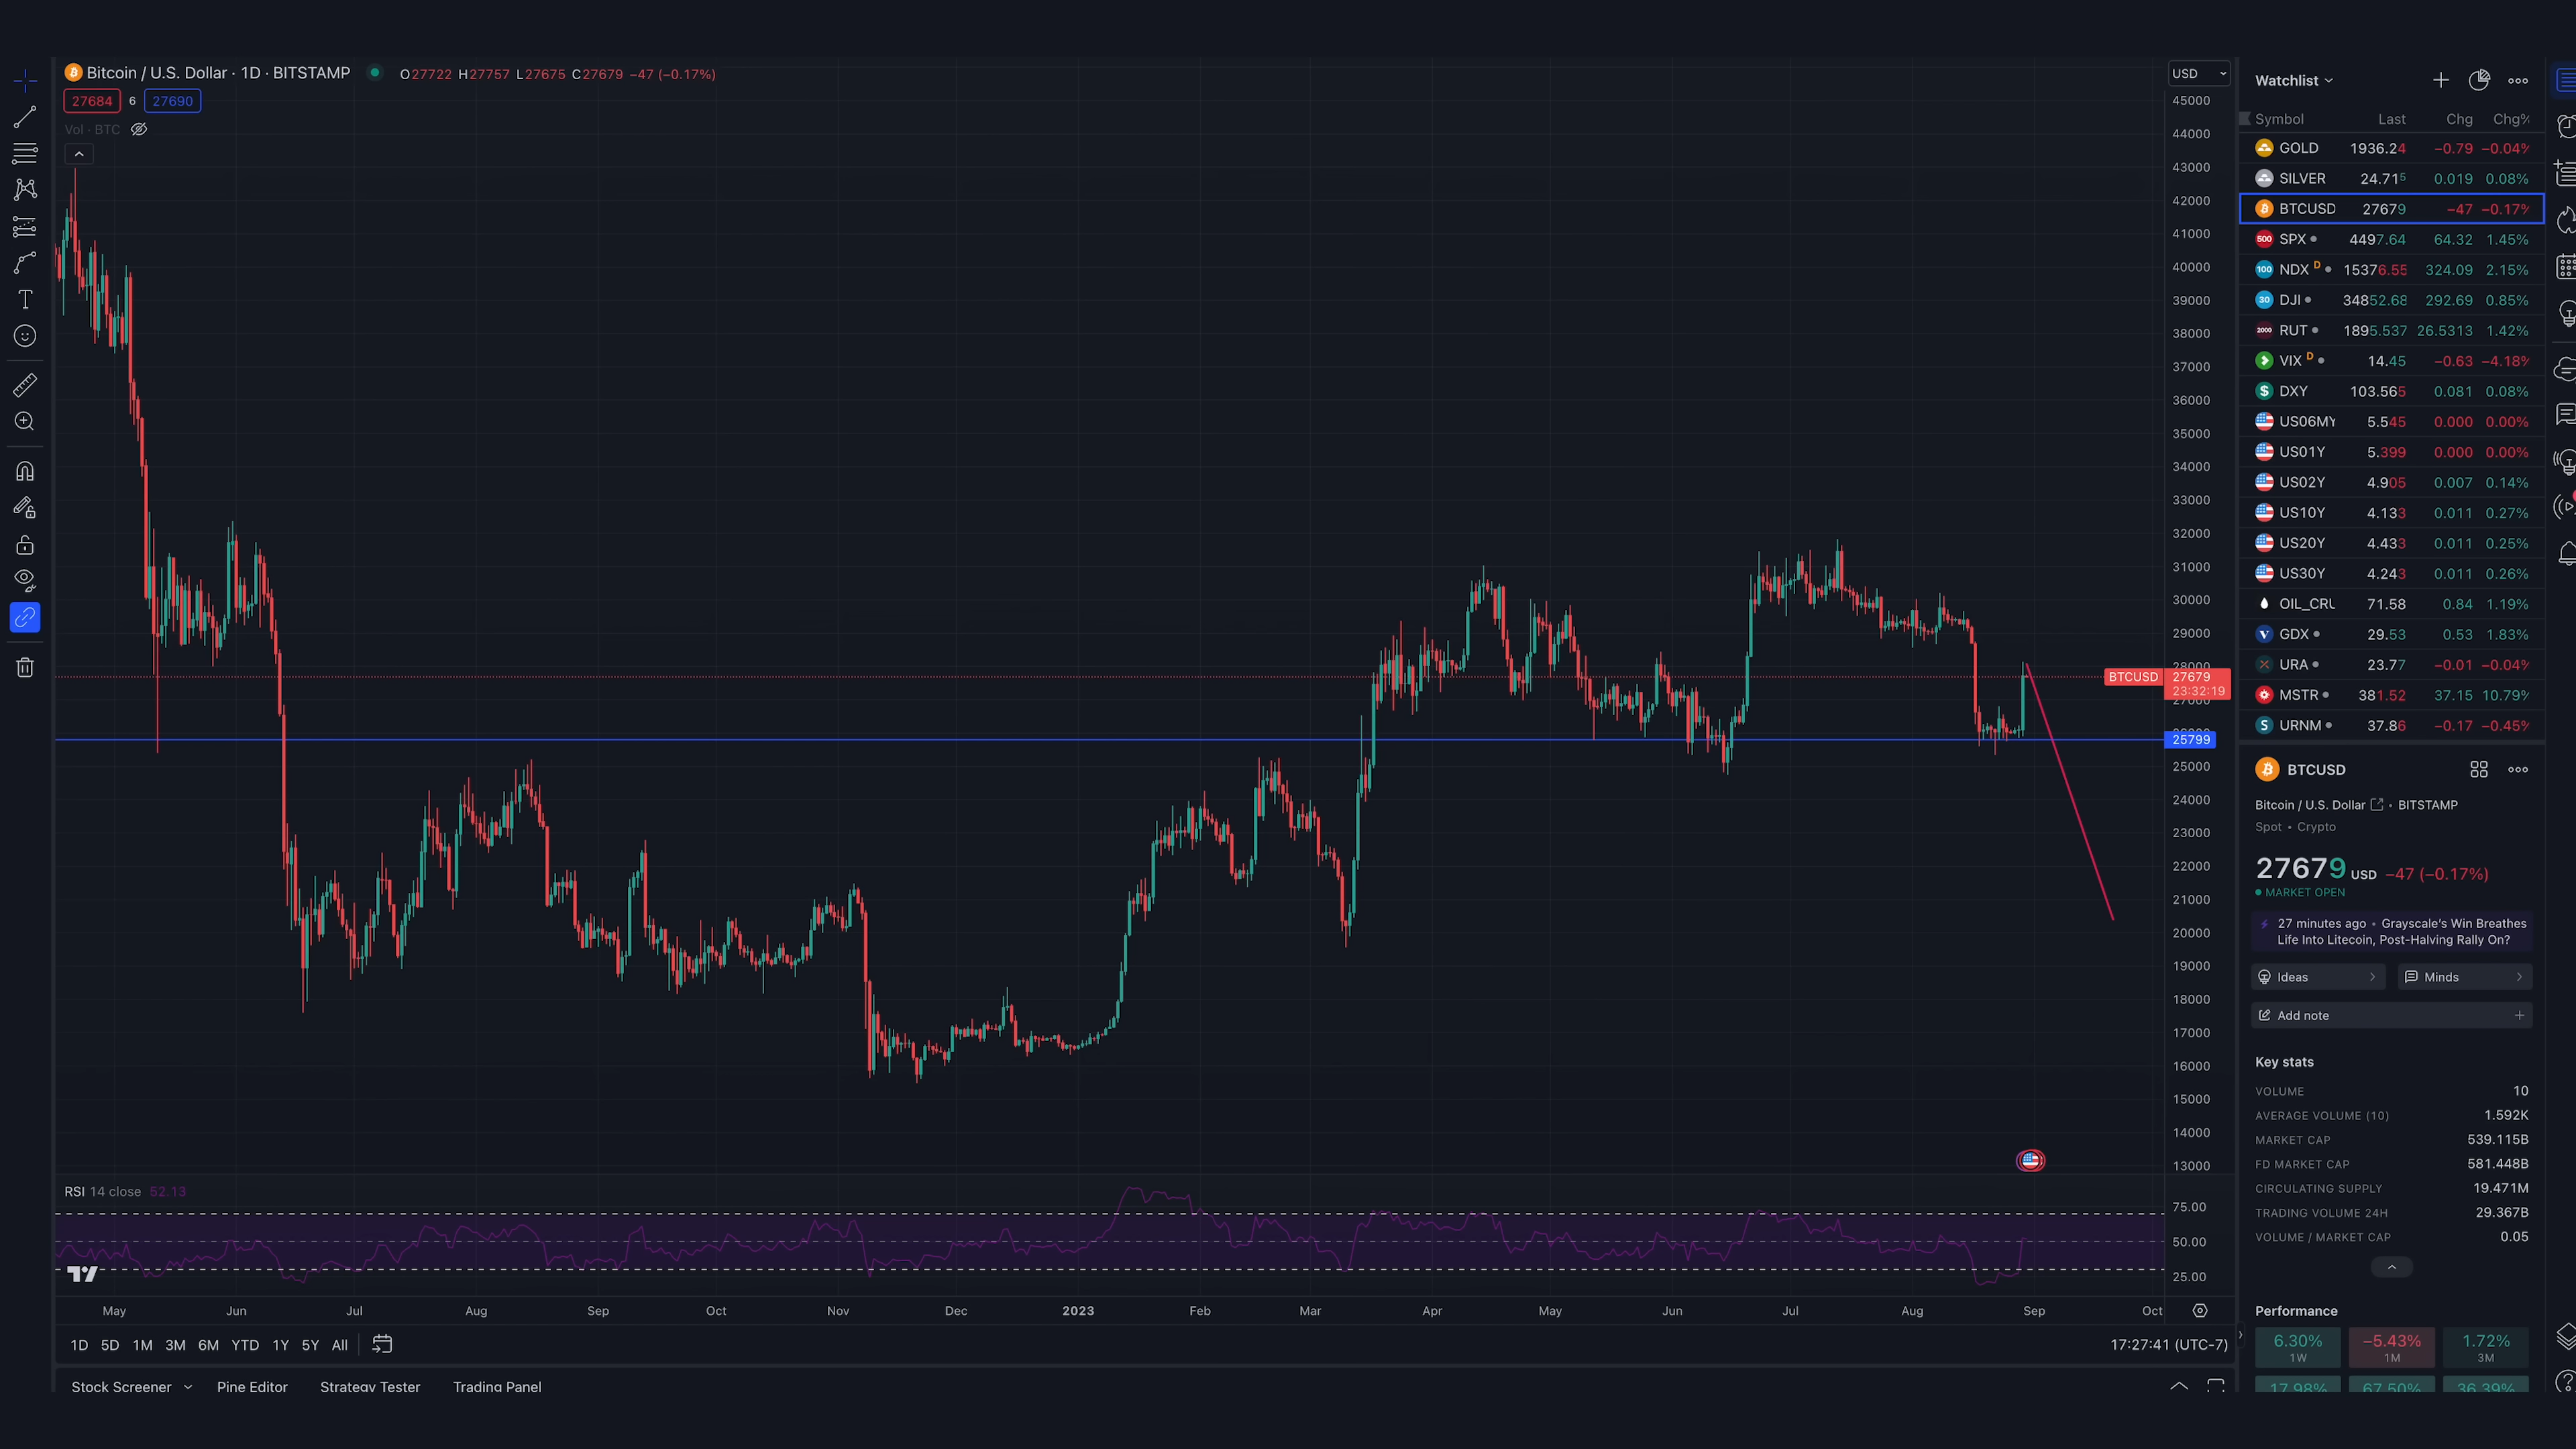 Bitcoin / U.S. Dollar · 1D · BITSTAMP O27722 H27757 L27675 C27679 −47 (−0.17%)
27684 6 27690
Vol · BTC
USD
45000
44000
43000
42000
41000
40000
39000
38000
37000
36000
35000
34000
33000
32000
31000
30000
29000
28000
BTCUSD 27679
23:32:19
27000
25799
25000
24000
23000
22000
21000
20000
19000
18000
17000
16000
15000
14000
13000
RSI 14 close 52.13
75.00
50.00
25.00
May Jun Jul Aug Sep Oct Nov Dec 2023 Feb Mar Apr May Jun Jul Aug Sep Oct
1D 5D 1M 3M 6M YTD 1Y 5Y All
17:27:41 (UTC-7)
Stock Screener Pine Editor Strategy Tester Trading Panel
Watchlist
Symbol Last Chg Chg%
GOLD 1936.24 −0.79 −0.04%
SILVER 24.715 0.019 0.08%
BTCUSD 27679 −47 −0.17%
500 SPX 4497.64 64.32 1.45%
100 NDX D 15376.55 324.09 2.15%
30 DJI 34852.68 292.69 0.85%
2000 RUT 1895.537 26.5313 1.42%
VIX D 14.45 −0.63 −4.18%
DXY 103.565 0.081 0.08%
US06MY 5.545 0.000 0.00%
US01Y 5.399 0.000 0.00%
US02Y 4.905 0.007 0.14%
US10Y 4.133 0.011 0.27%
US20Y 4.433 0.011 0.25%
US30Y 4.243 0.011 0.26%
OIL_CRU 71.58 0.84 1.19%
GDX 29.53 0.53 1.83%
URA 23.77 −0.01 −0.04%
MSTR 381.52 37.15 10.79%
URNM 37.86 −0.17 −0.45%
BTCUSD
Bitcoin / U.S. Dollar • BITSTAMP
Spot • Crypto
27679 USD −47 (−0.17%)
MARKET OPEN
27 minutes ago • Grayscale's Win Breathes
Life Into Litecoin, Post-Halving Rally On?
Ideas Minds
Add note
Key stats
VOLUME 10
AVERAGE VOLUME (10) 1.592K
MARKET CAP 539.115B
FD MARKET CAP 581.448B
CIRCULATING SUPPLY 19.471M
TRADING VOLUME 24H 29.367B
VOLUME / MARKET CAP 0.05
Performance
6.30% −5.43% 1.72%
1W 1M 3M
17.98% 67.50% 36.39%